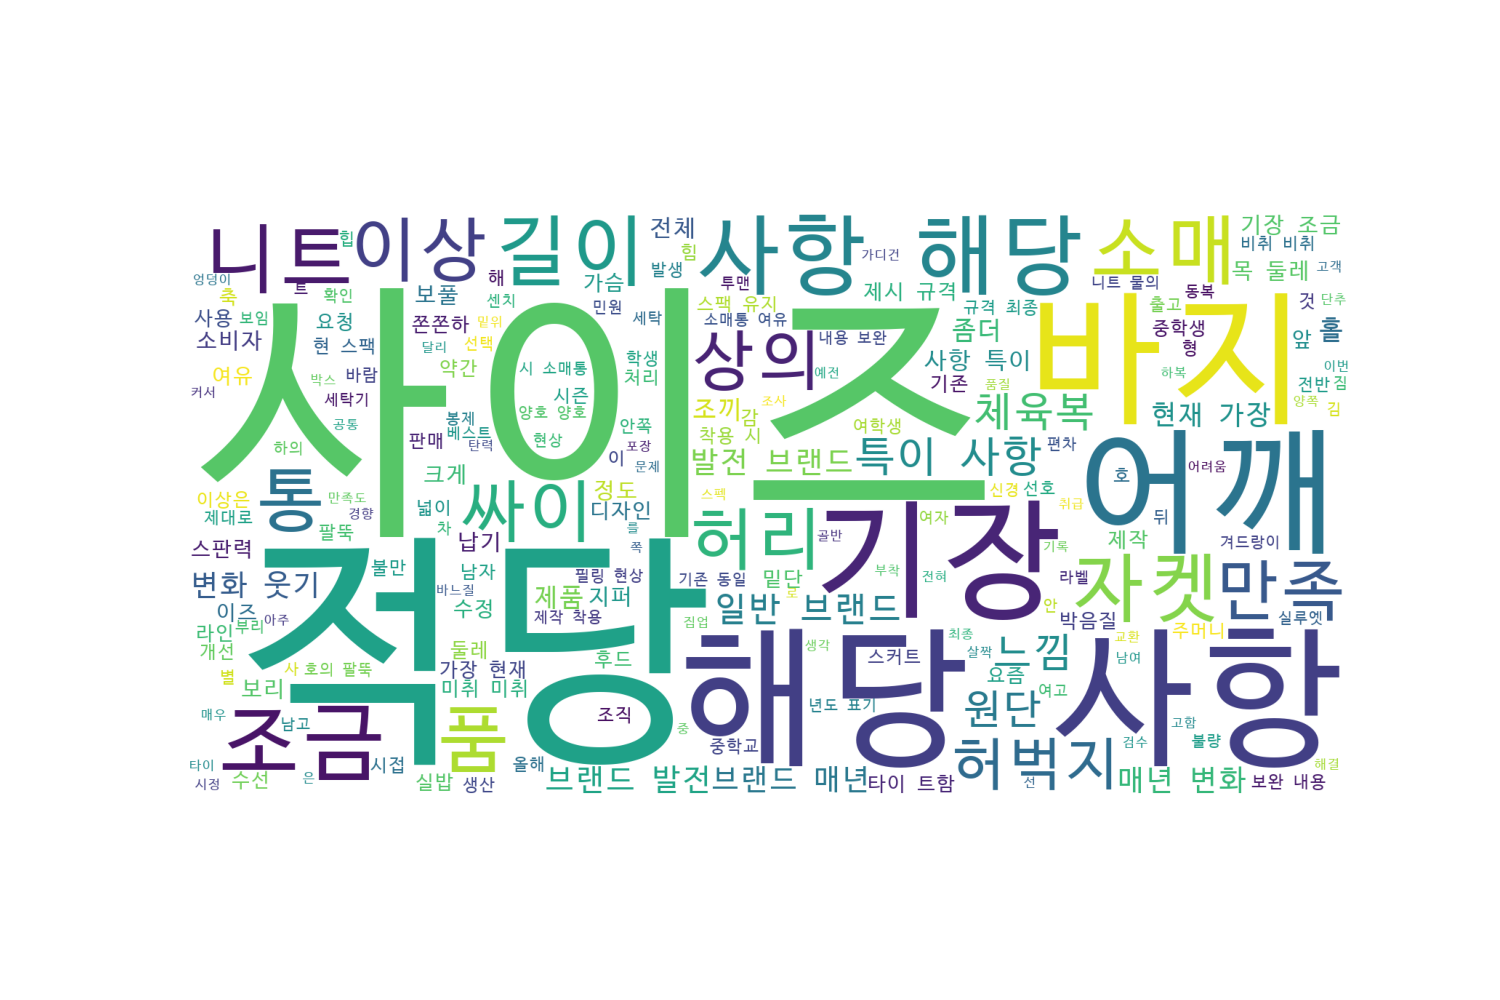 니트
이상
길이
사항 해당
소매
전체
기장 조금
비취 비취
힙
힘
가디건
목 둘레
고객
엉덩이
해
가슴
발생
투맨
트
축
확인
보풀
센치
민원
스팩 유지
제시 규격
규격 최종
니트 물의
동복
출고
것
단추
사용
보임
요청
쫀쫀하
밑위
세탁
소매통 여유
내용 보완
좀더
중학생
앞
홀
소비자
현 스팩
달리
선택
사이즈
바지
상의
형
이번
여유
박스
바람
약간
시 소매통
학생
처리
예전
사항 특이
기존
품질
하복
전반
짐
커서
세탁기
시즌
조끼
조사
감
체육복
현재 가장
양쪽
김
공통
봉제
베스트
양호 양호
안쪽
착용 시
여학생
하의
판매
탄력
현상
이
포장
발전 브랜드
특이 사항
편차
어깨
호
어려움
통
크게
문제
이상은
만족도
넓이
싸이
정도
스펙
신경
선호
취급
제대로
경향
팔뚝
차
디자인
허리
기장
여자
뒤
스판력
납기
를
쪽
골반
기록
제작
겨드랑이
불만
남자
필링 현상
기존 동일
밑단
부착
전혀
라벨
자켓
만족
변화 웃기
바느질
적당
제품
지퍼
로
이즈
아주
수정
제작 착용
짐업
일반 브랜드
안
박음질
실루엣
라인
부리
주머니
개선
둘레
생각
해당 사항
최종
느낌
교환
별
사
호의 팔뚝
가장 현재
후드
스커트
살짝
요즘
남여
보리
미취 미취
여고
매우
조금
남고
품
조직
년도 표기
원단
고함
중
중학교
검수
불량
타이
시접
올해
허벅지
해결
시정
수선
은
실밥
생산
브랜드 발전
브랜드 매년
타이 트함
선
매년 변화
보완 내용